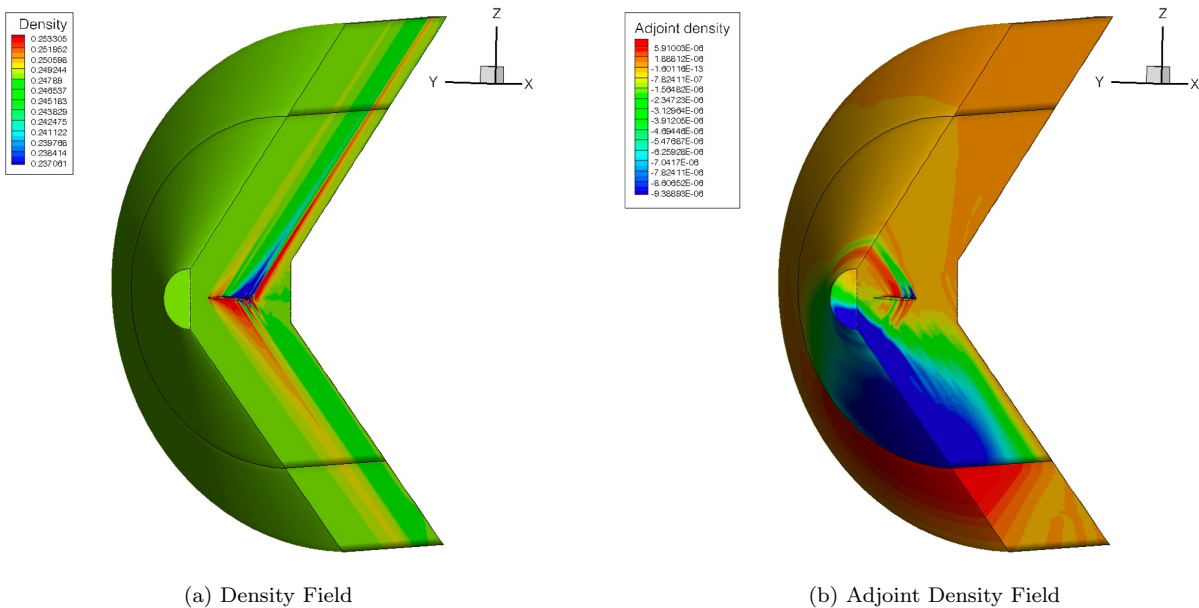 Density
0.253305
0.251952
0.250598
0.249244
0.24789
0.246537
0.245183
0.243829
0.242475
0.241122
0.239768
0.238414
0.237061
Z
Y
X
Adjoint density
5.91003E-06
1.88812E-06
-1.60116E-13
-7.82411E-07
-1.56482E-06
-2.34723E-06
-3.12964E-06
-3.91205E-06
-4.69446E-06
-5.47687E-06
-6.25928E-06
-7.0417E-06
-7.82411E-06
-8.60652E-06
-9.38893E-06
Z
Y
X
(a) Density Field
(b) Adjoint Density Field